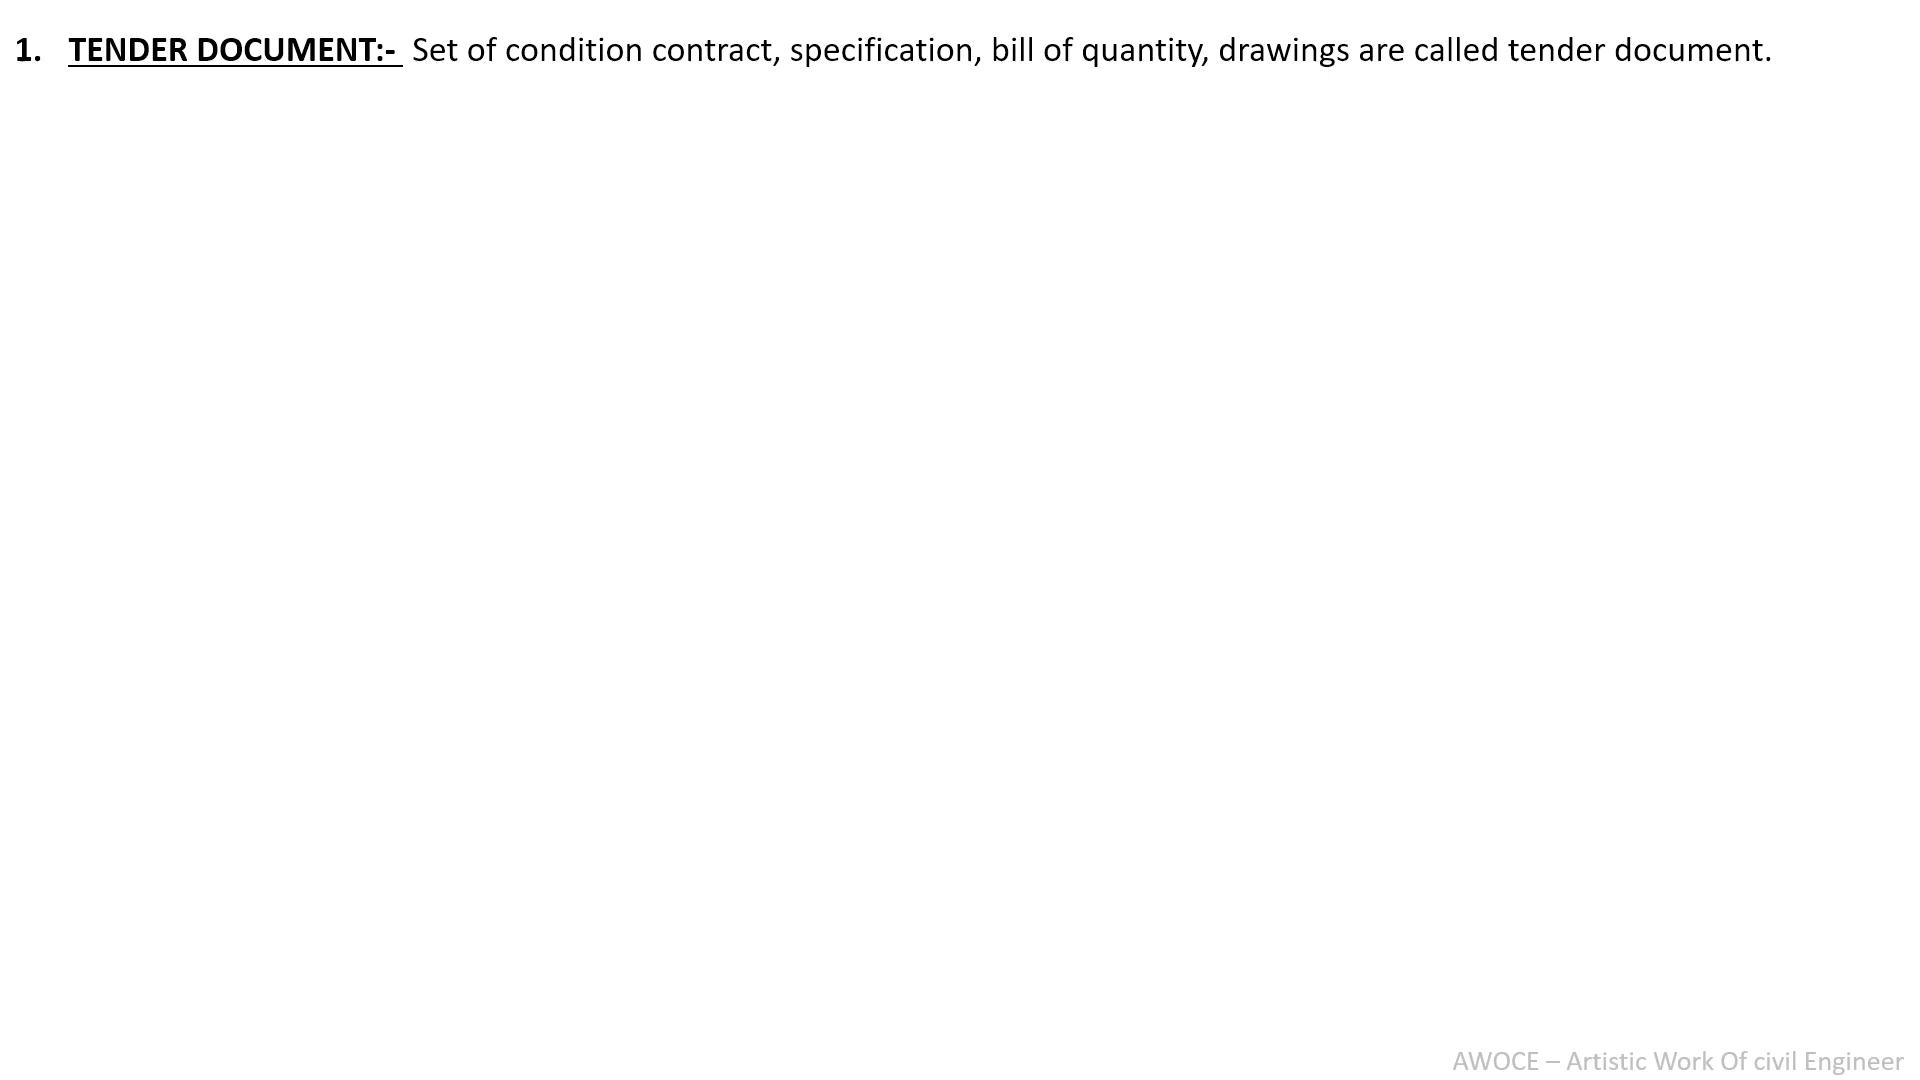 1. TENDER DOCUMENT:- Set of condition contract, specification, bill of quantity, drawings are called tender document.
AWOCE – Artistic Work Of civil Engineer